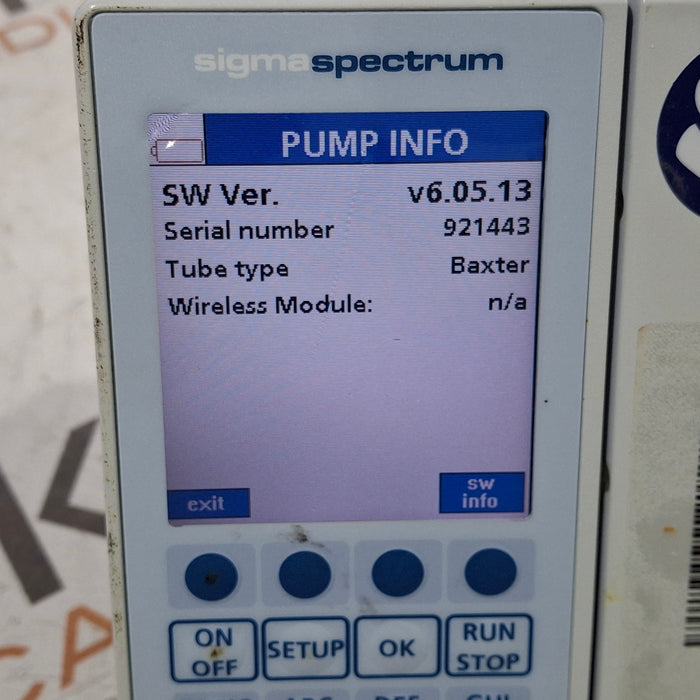 sigmaspectrum
PUMP INFO
SW Ver. v6.05.13
Serial number 921443
Tube type Baxter
Wireless Module: n/a
exit
sw
info
ON
OFF
SETUP
OK
RUN
STOP